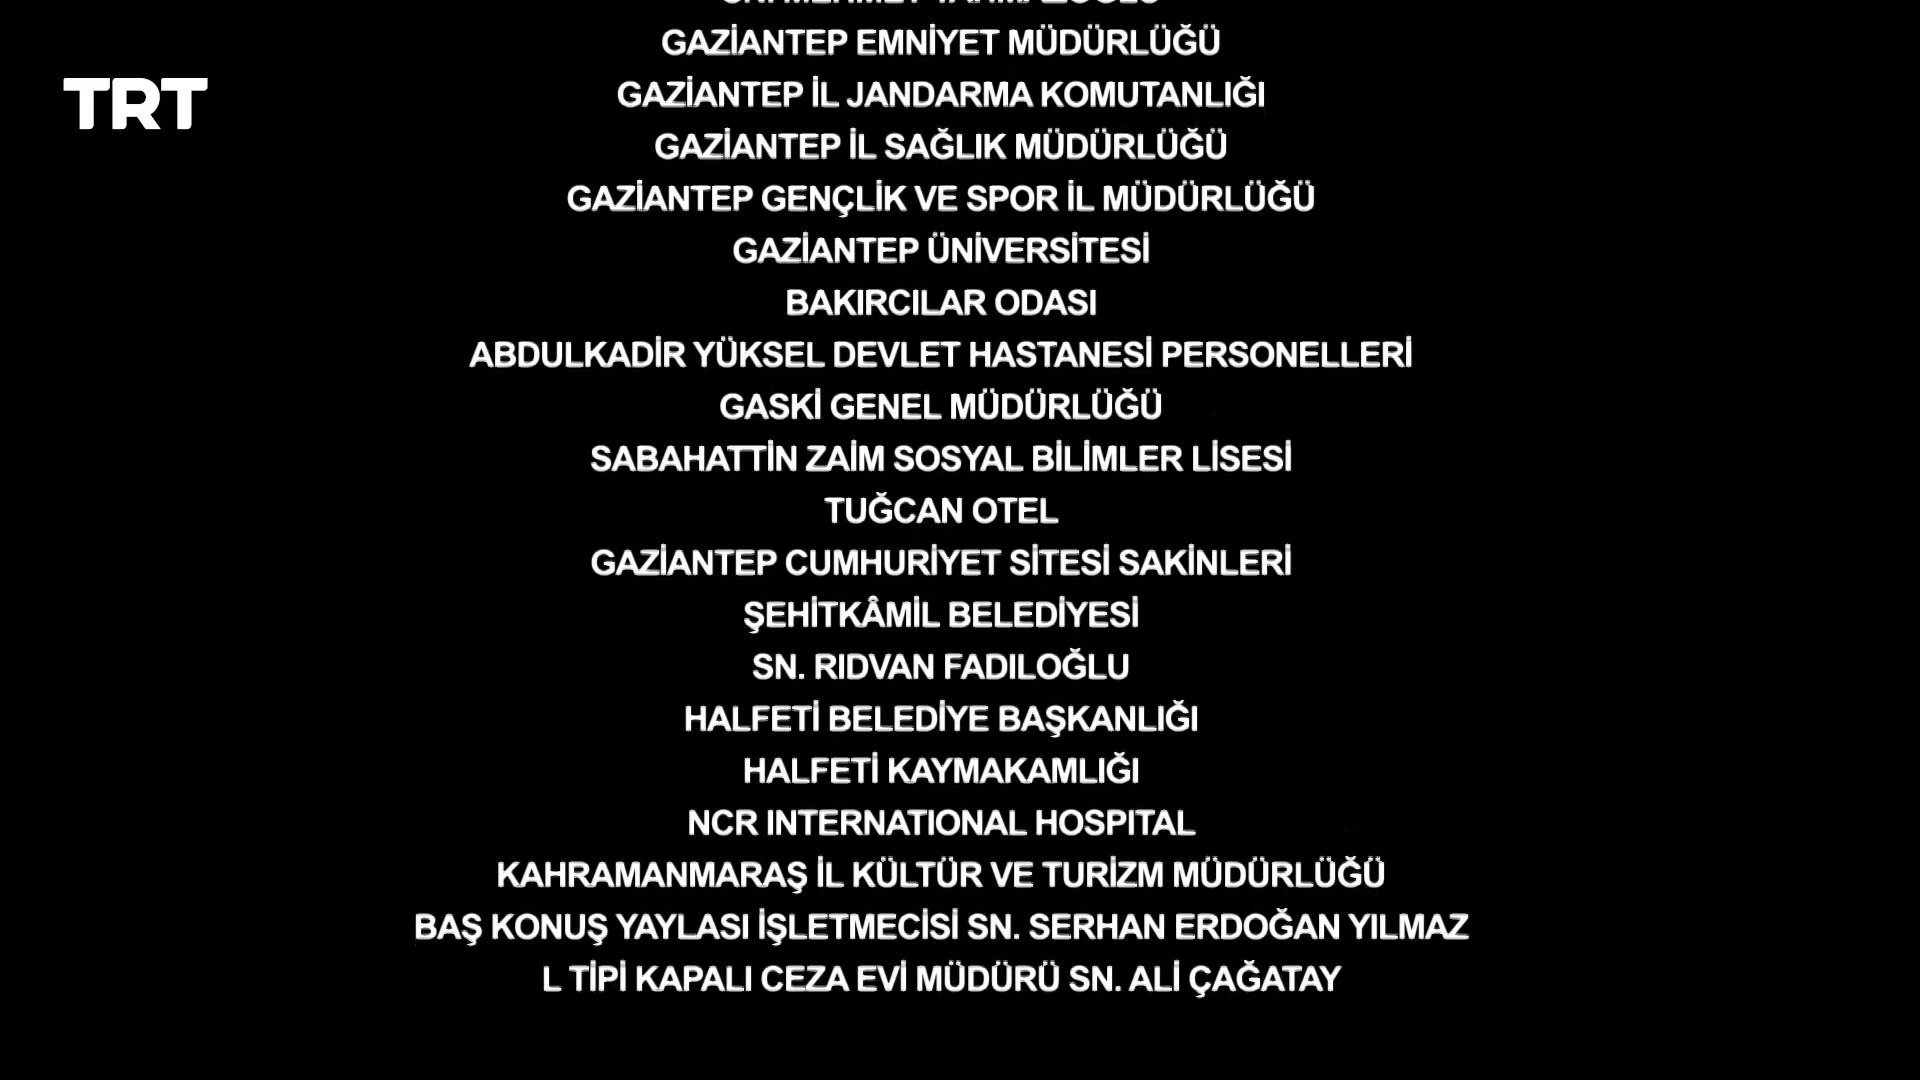 GAZİANTEP EMNİYET MÜDÜRLÜĞÜ
TRT
GAZİANTEP İL JANDARMA KOMUTANLIĞI
GAZİANTEP İL SAĞLIK MÜDÜRLÜĞÜ
GAZİANTEP GENÇLİK VE SPOR İL MÜDÜRLÜĞÜ
GAZİANTEP ÜNİVERSİTESİ
BAKIRCILAR ODASI
ABDULKADİR YÜKSEL DEVLET HASTANESİ PERSONELLERİ
GASKİ GENEL MÜDÜRLÜĞÜ
SABAHATTİN ZAİM SOSYAL BİLİMLER LİSESİ
TUĞCAN OTEL
GAZİANTEP CUMHURİYET SİTESİ SAKİNLERİ
ŞEHİTKÂMİL BELEDİYESİ
SN. RIDVAN FADILOĞLU
HALFETİ BELEDİYE BAŞKANLIĞI
HALFETİ KAYMAKAMLIĞI
NCR INTERNATIONAL HOSPITAL
KAHRAMANMARAŞ İL KÜLTÜR VE TURİZM MÜDÜRLÜĞÜ
BAŞ KONUŞ YAYLASI İŞLETMECİSİ SN. SERHAN ERDOĞAN YILMAZ
L TİPİ KAPALI CEZA EVİ MÜDÜRÜ SN. ALİ ÇAĞATAY